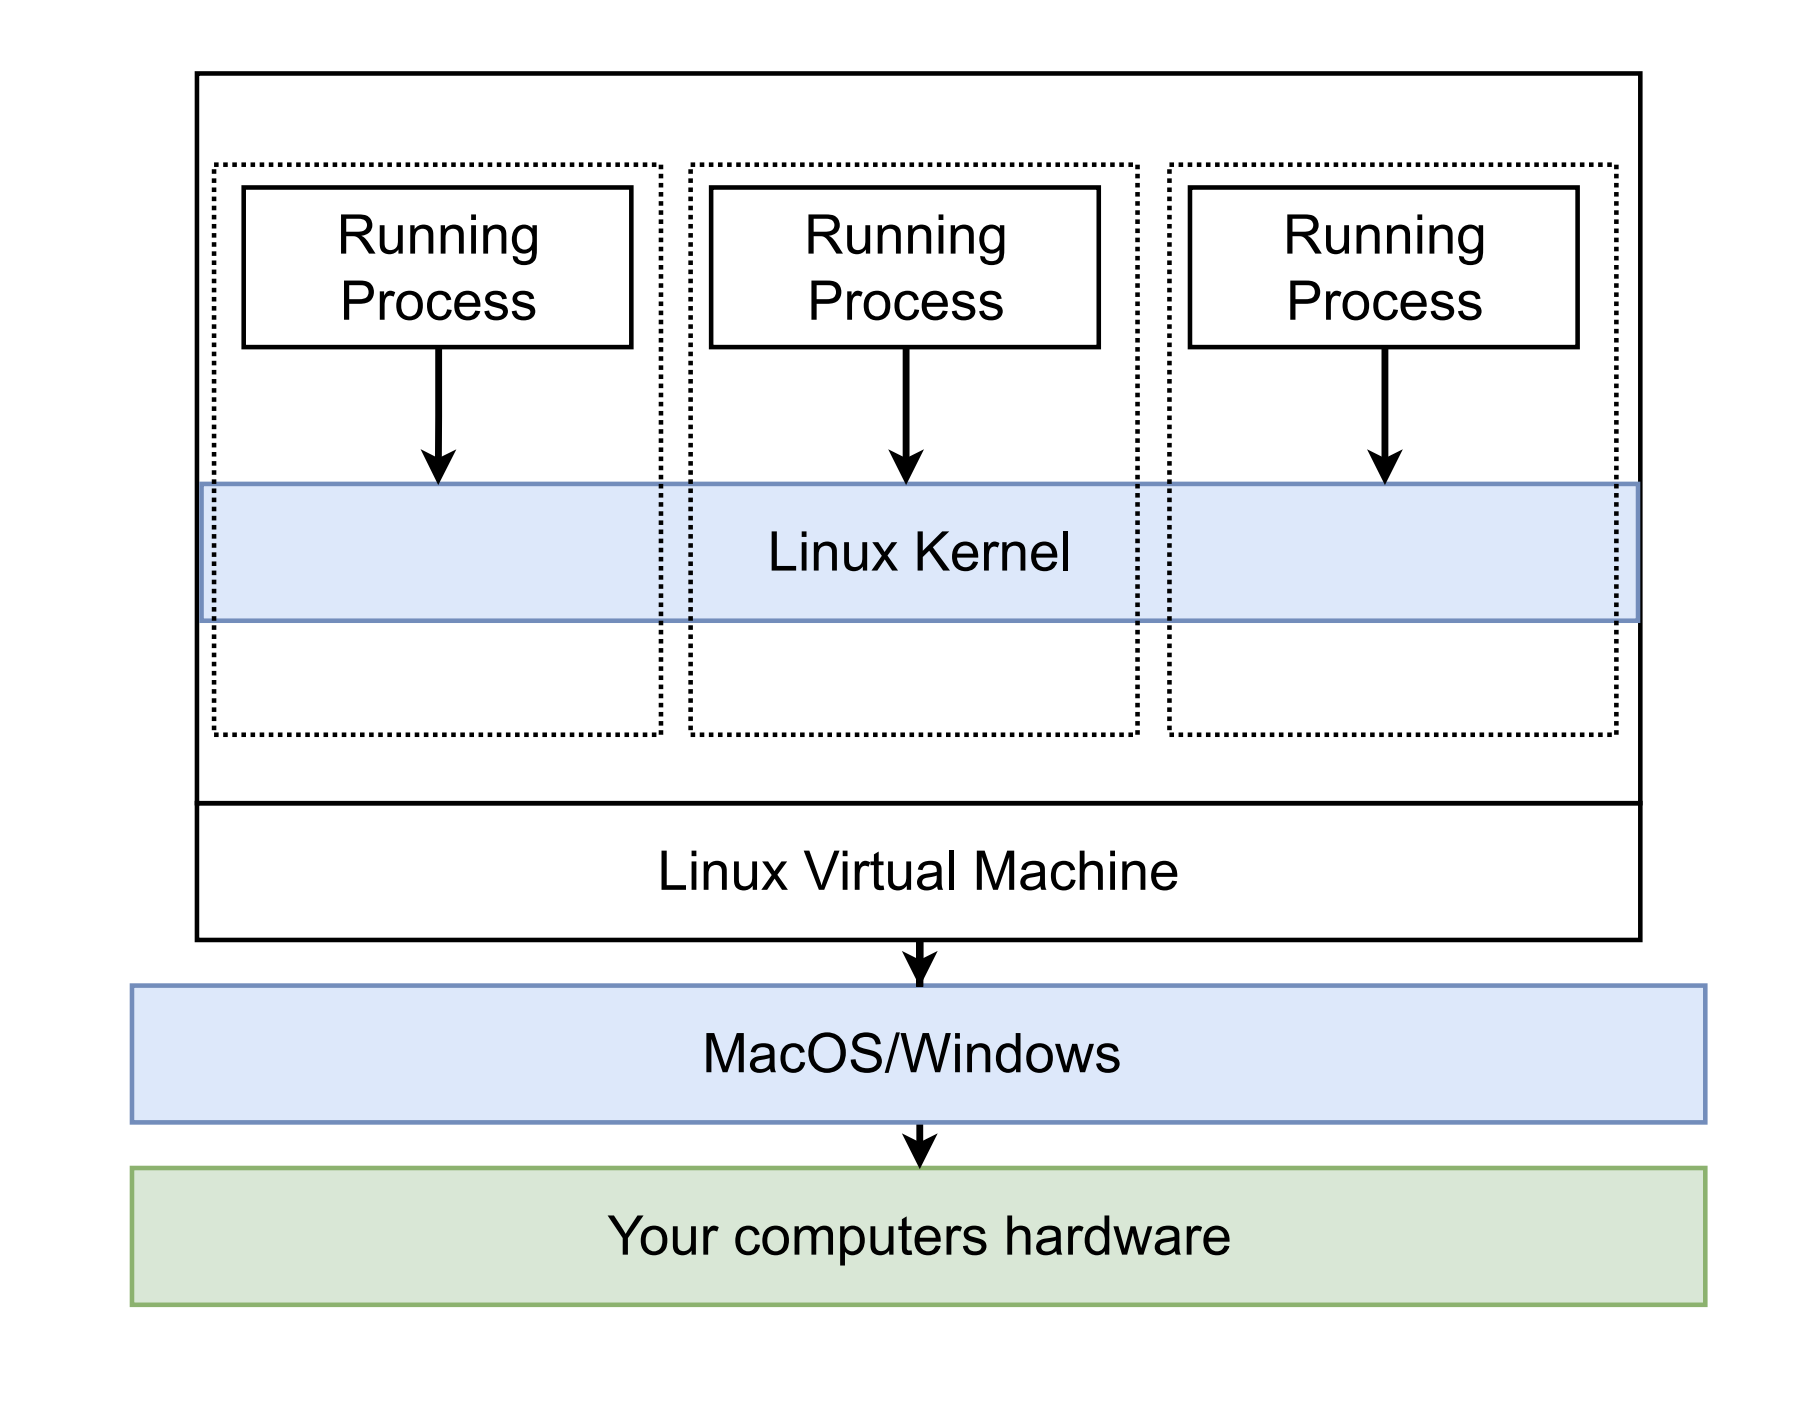 Running
Process
Running
Process
Running
Process
Linux Kernel
Linux Virtual Machine
MacOS/Windows
Your computers hardware